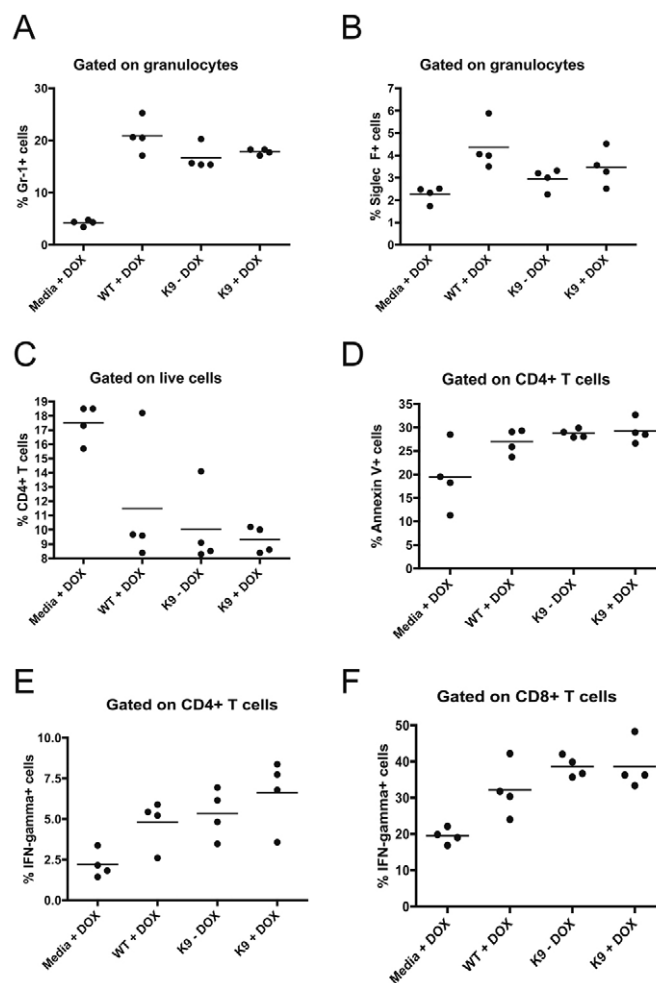 A
Gated on granulocytes
% Gr-1+ cells
30
20
10
0
Media + DOX
WT + DOX
K9 - DOX
K9 + DOX
B
Gated on granulocytes
% Siglec F+ cells
7
6
5
4
3
2
1
0
Media + DOX
WT + DOX
K9 - DOX
K9 + DOX
C
Gated on live cells
% CD4+ T cells
19
18
17
16
15
14
13
12
11
10
9
8
Media + DOX
WT + DOX
K9 - DOX
K9 + DOX
D
Gated on CD4+ T cells
% Annexin V+ cells
35
30
25
20
15
10
5
0
Media + DOX
WT + DOX
K9 - DOX
K9 + DOX
E
Gated on CD4+ T cells
% IFN-gamma+ cells
10.0
7.5
5.0
2.5
0.0
Media + DOX
WT + DOX
K9 - DOX
K9 + DOX
F
Gated on CD8+ T cells
% IFN-gamma+ cells
50
40
30
20
10
0
Media + DOX
WT + DOX
K9 - DOX
K9 + DOX